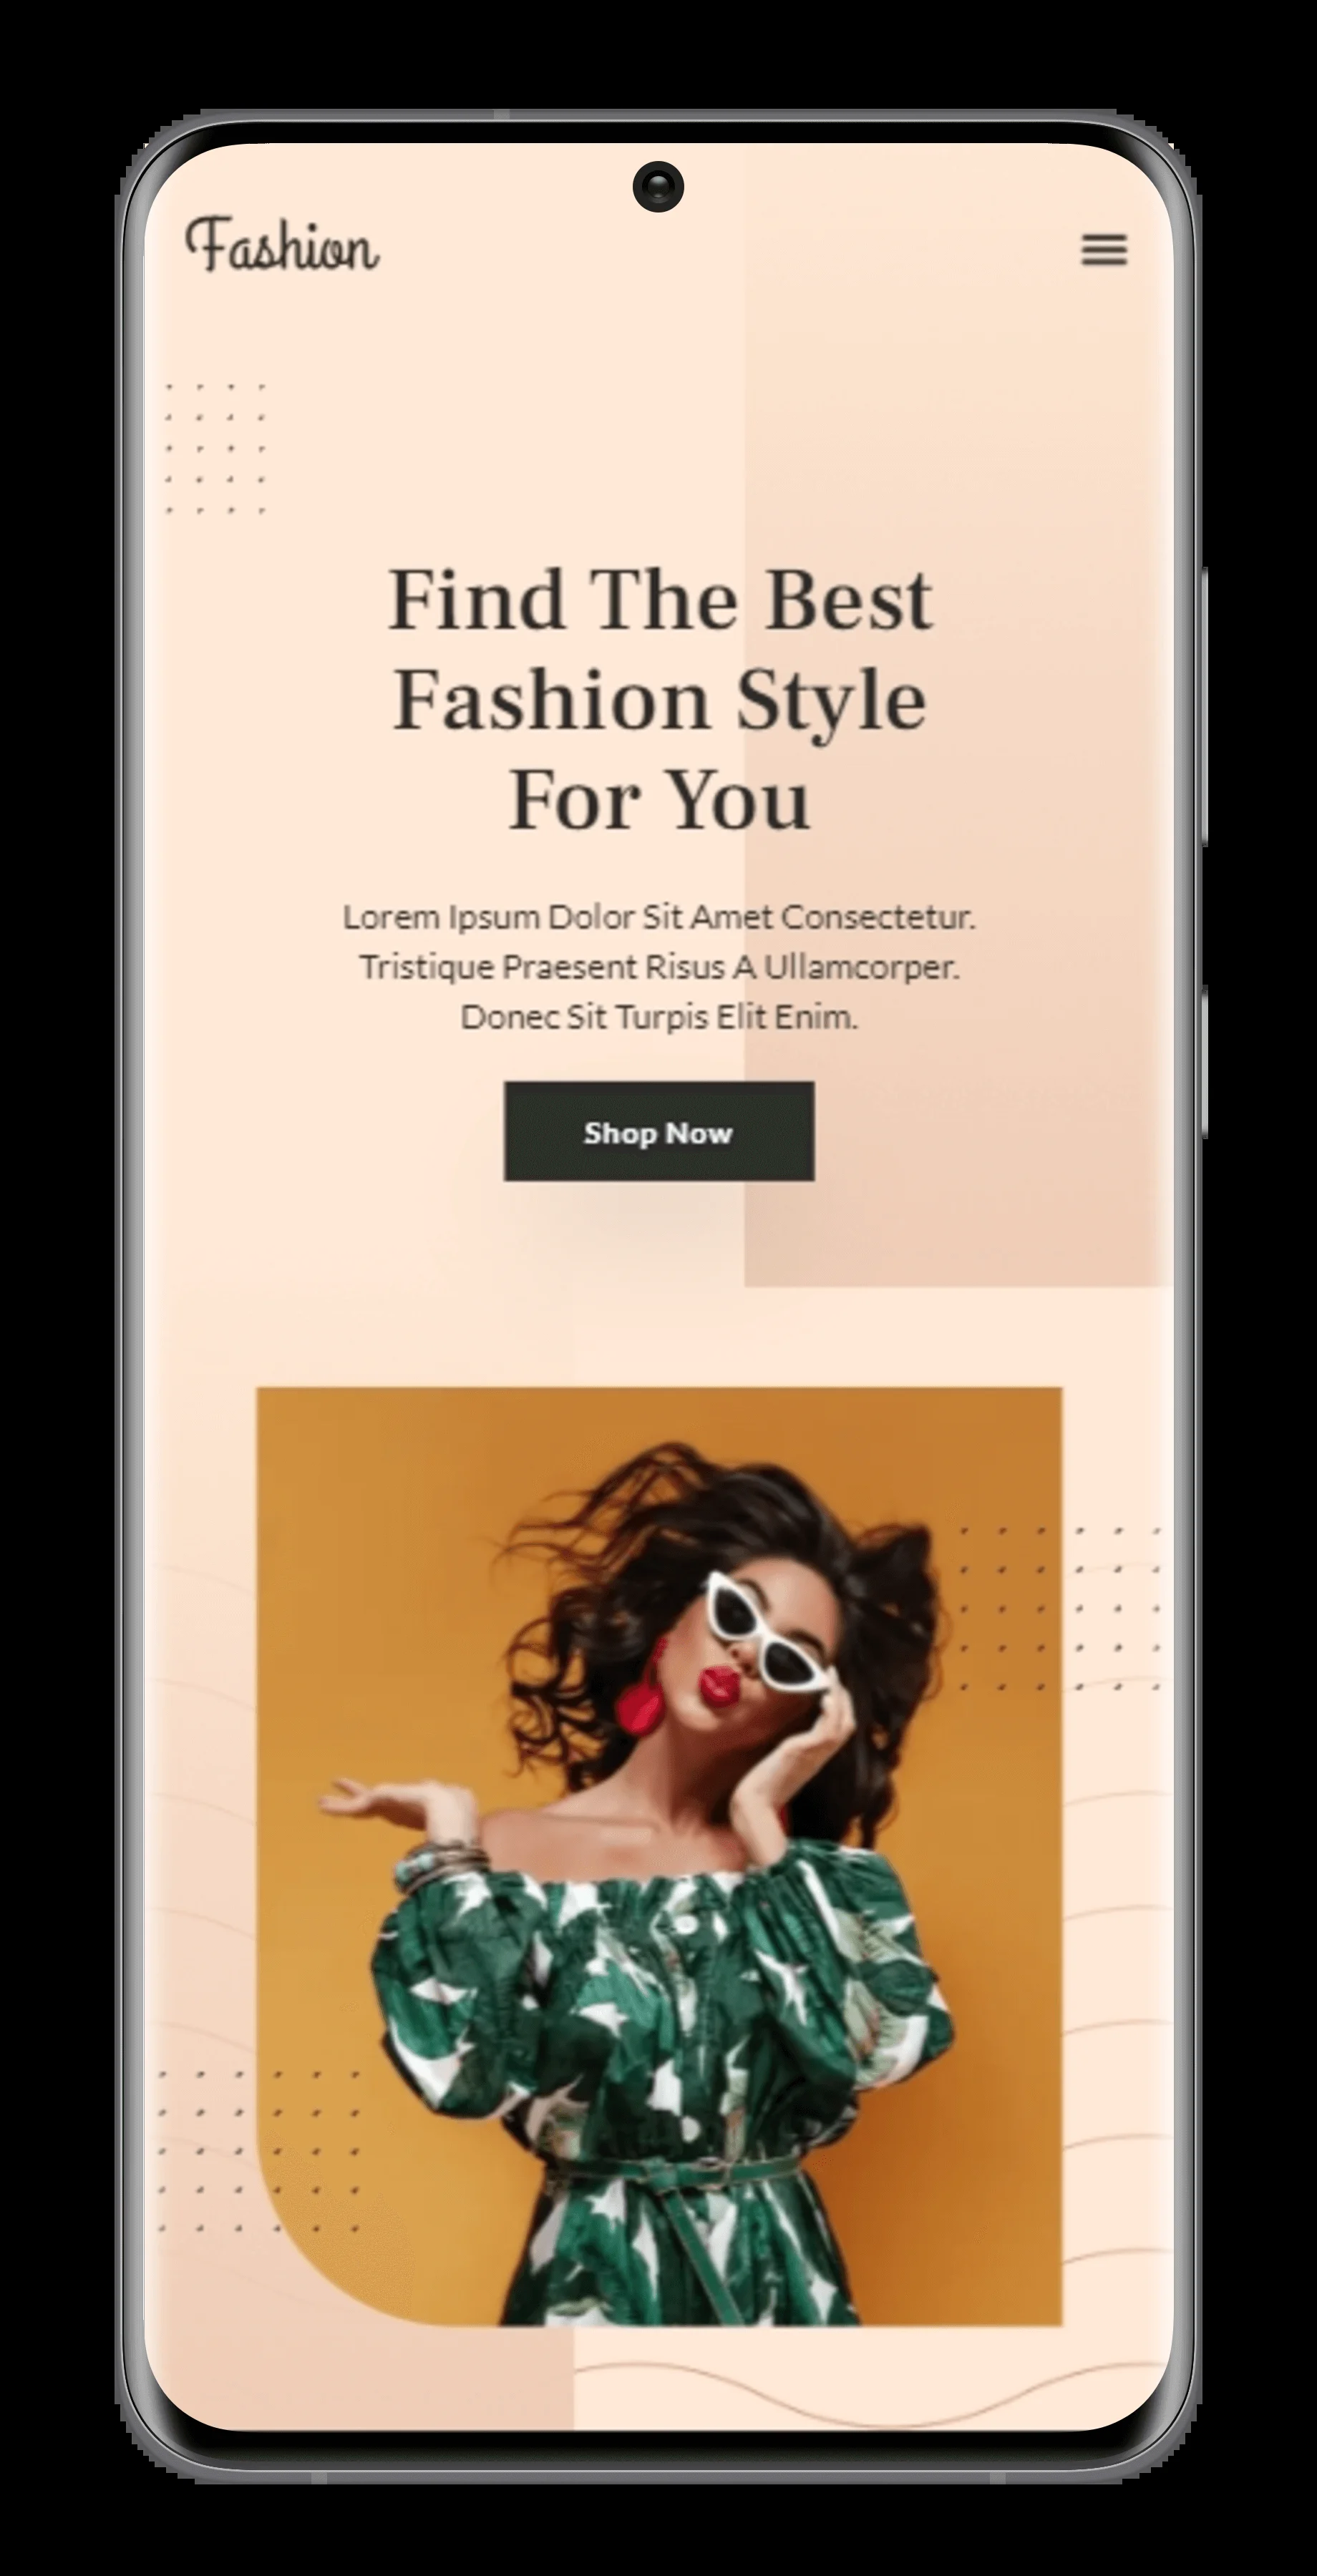 Fashion
Find The Best
Fashion Style
For You
Lorem Ipsum Dolor Sit Amet Consectetur.
Tristique Praesent Risus A Ullamcorper.
Donec Sit Turpis Elit Enim.
Shop Now